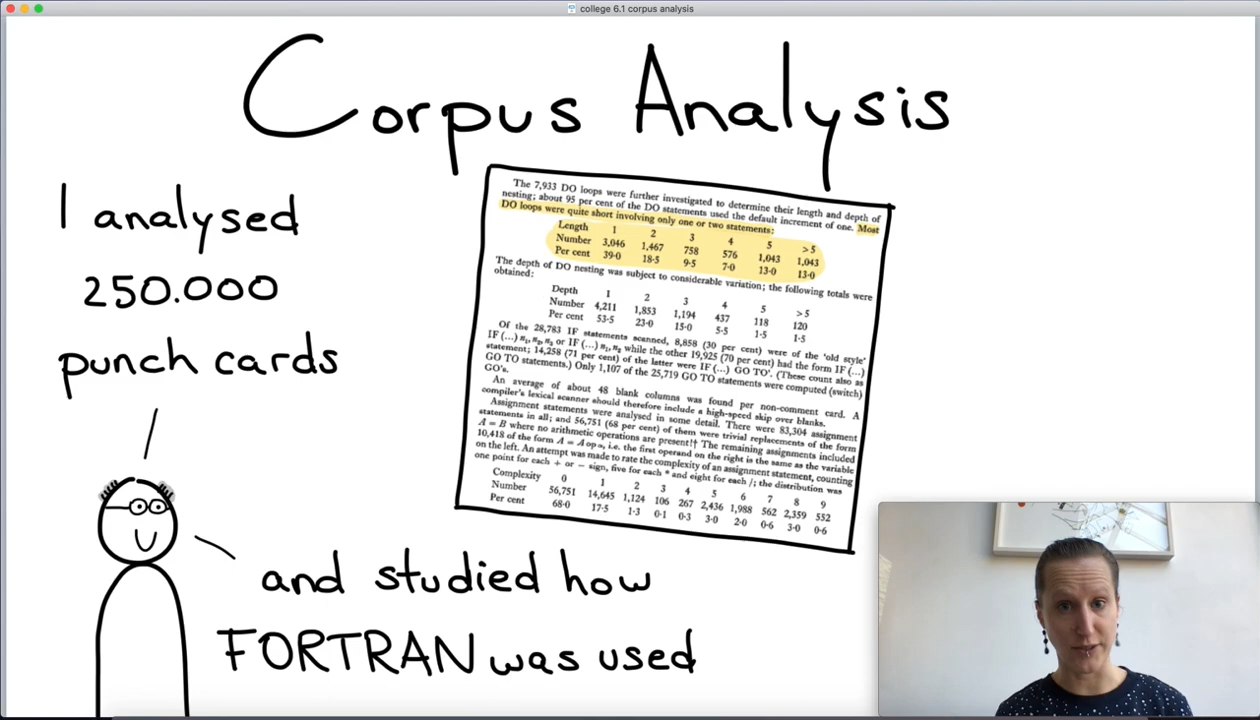 college 6.1 corpus analysis
Corpus Analysis
I analysed
250.000
punch cards
and studied how
FORTRAN was used
The 7,933 DO loops were further investigated to determine their length and depth of
nesting; about 95 per cent of the DO statements used the default increment of one. Most
DO loops were quite short involving only one or two statements:
Length 1 2 3 4 5 >5
Number 3,046 1,467 758 576 1,043 1,043
Per cent 39·0 18·5 9·5 7·0 13·0 13·0
The depth of DO nesting was subject to considerable variation; the following totals were
obtained:
Depth 1 2 3 4 5 >5
Number 4,211 1,853 1,194 437 118 120
Per cent 53·5 23·0 15·0 5·5 1·5 1·5
Of the 28,783 IF statements scanned, 8,858 (30 per cent) were of the 'old style'
IF (...) n₁, n₂, n₃ or IF (...) n₁, n₂ while the other 19,925 (70 per cent) had the form IF (...)
statement; 14,258 (71 per cent) of the latter were IF (...) GO TO'. (These count also as
GO TO statements.) Only 1,107 of the 25,719 GO TO statements were computed (switch)
GO's.
An average of about 48 blank columns was found per non-comment card. A
compiler's lexical scanner should therefore include a high-speed skip over blanks.
Assignment statements were analysed in some detail. There were 83,304 assignment
statements in all; and 56,751 (68 per cent) of them were trivial replacements of the form
A = B where no arithmetic operations are present!† The remaining assignments included
10,418 of the form A = A op α, i.e. the first operand on the right is the same as the variable
on the left. An attempt was made to rate the complexity of an assignment statement, counting
one point for each + or − sign, five for each * and eight for each /; the distribution was
Complexity 0 1 2 3 4 5 6 7 8 9
Number 56,751 14,645 1,124 106 267 2,436 1,988 562 2,359 552
Per cent 68·0 17·5 1·3 0·1 0·3 3·0 2·0 0·6 3·0 0·6